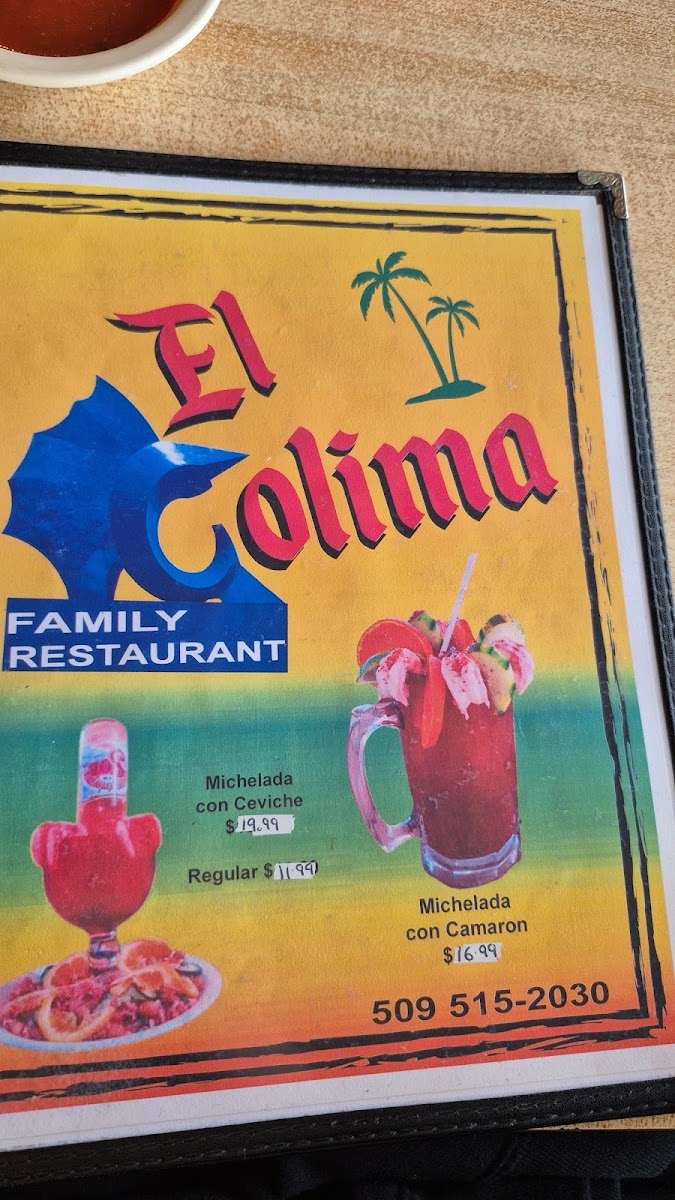 El
Colima
FAMILY
RESTAURANT
Michelada
con Ceviche
$19.99
Regular $11.99
Michelada
con Camaron
$16.99
509 515-2030